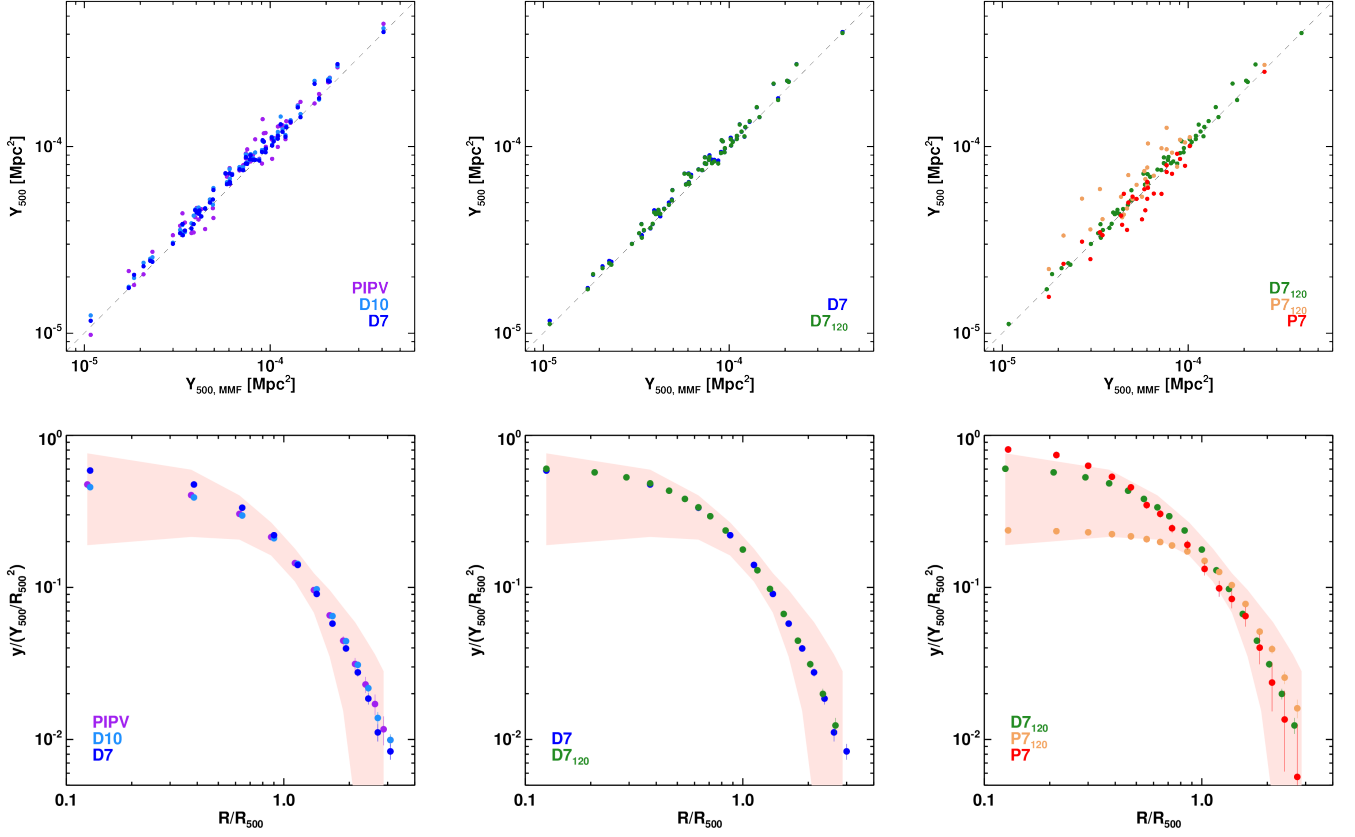 Y500 [Mpc2]
10-4
10-5
PIPV
D10
D7
10-5
10-4
Y500, MMF [Mpc2]
Y500 [Mpc2]
10-4
10-5
D7
D7120
10-5
10-4
Y500, MMF [Mpc2]
Y500 [Mpc2]
10-4
10-5
D7120
P7120
P7
10-5
10-4
Y500, MMF [Mpc2]
y/(Y500/R5002)
100
10-1
10-2
PIPV
D10
D7
0.1
1.0
R/R500
y/(Y500/R5002)
100
10-1
10-2
D7
D7120
0.1
1.0
R/R500
y/(Y500/R5002)
100
10-1
10-2
D7120
P7120
P7
0.1
1.0
R/R500